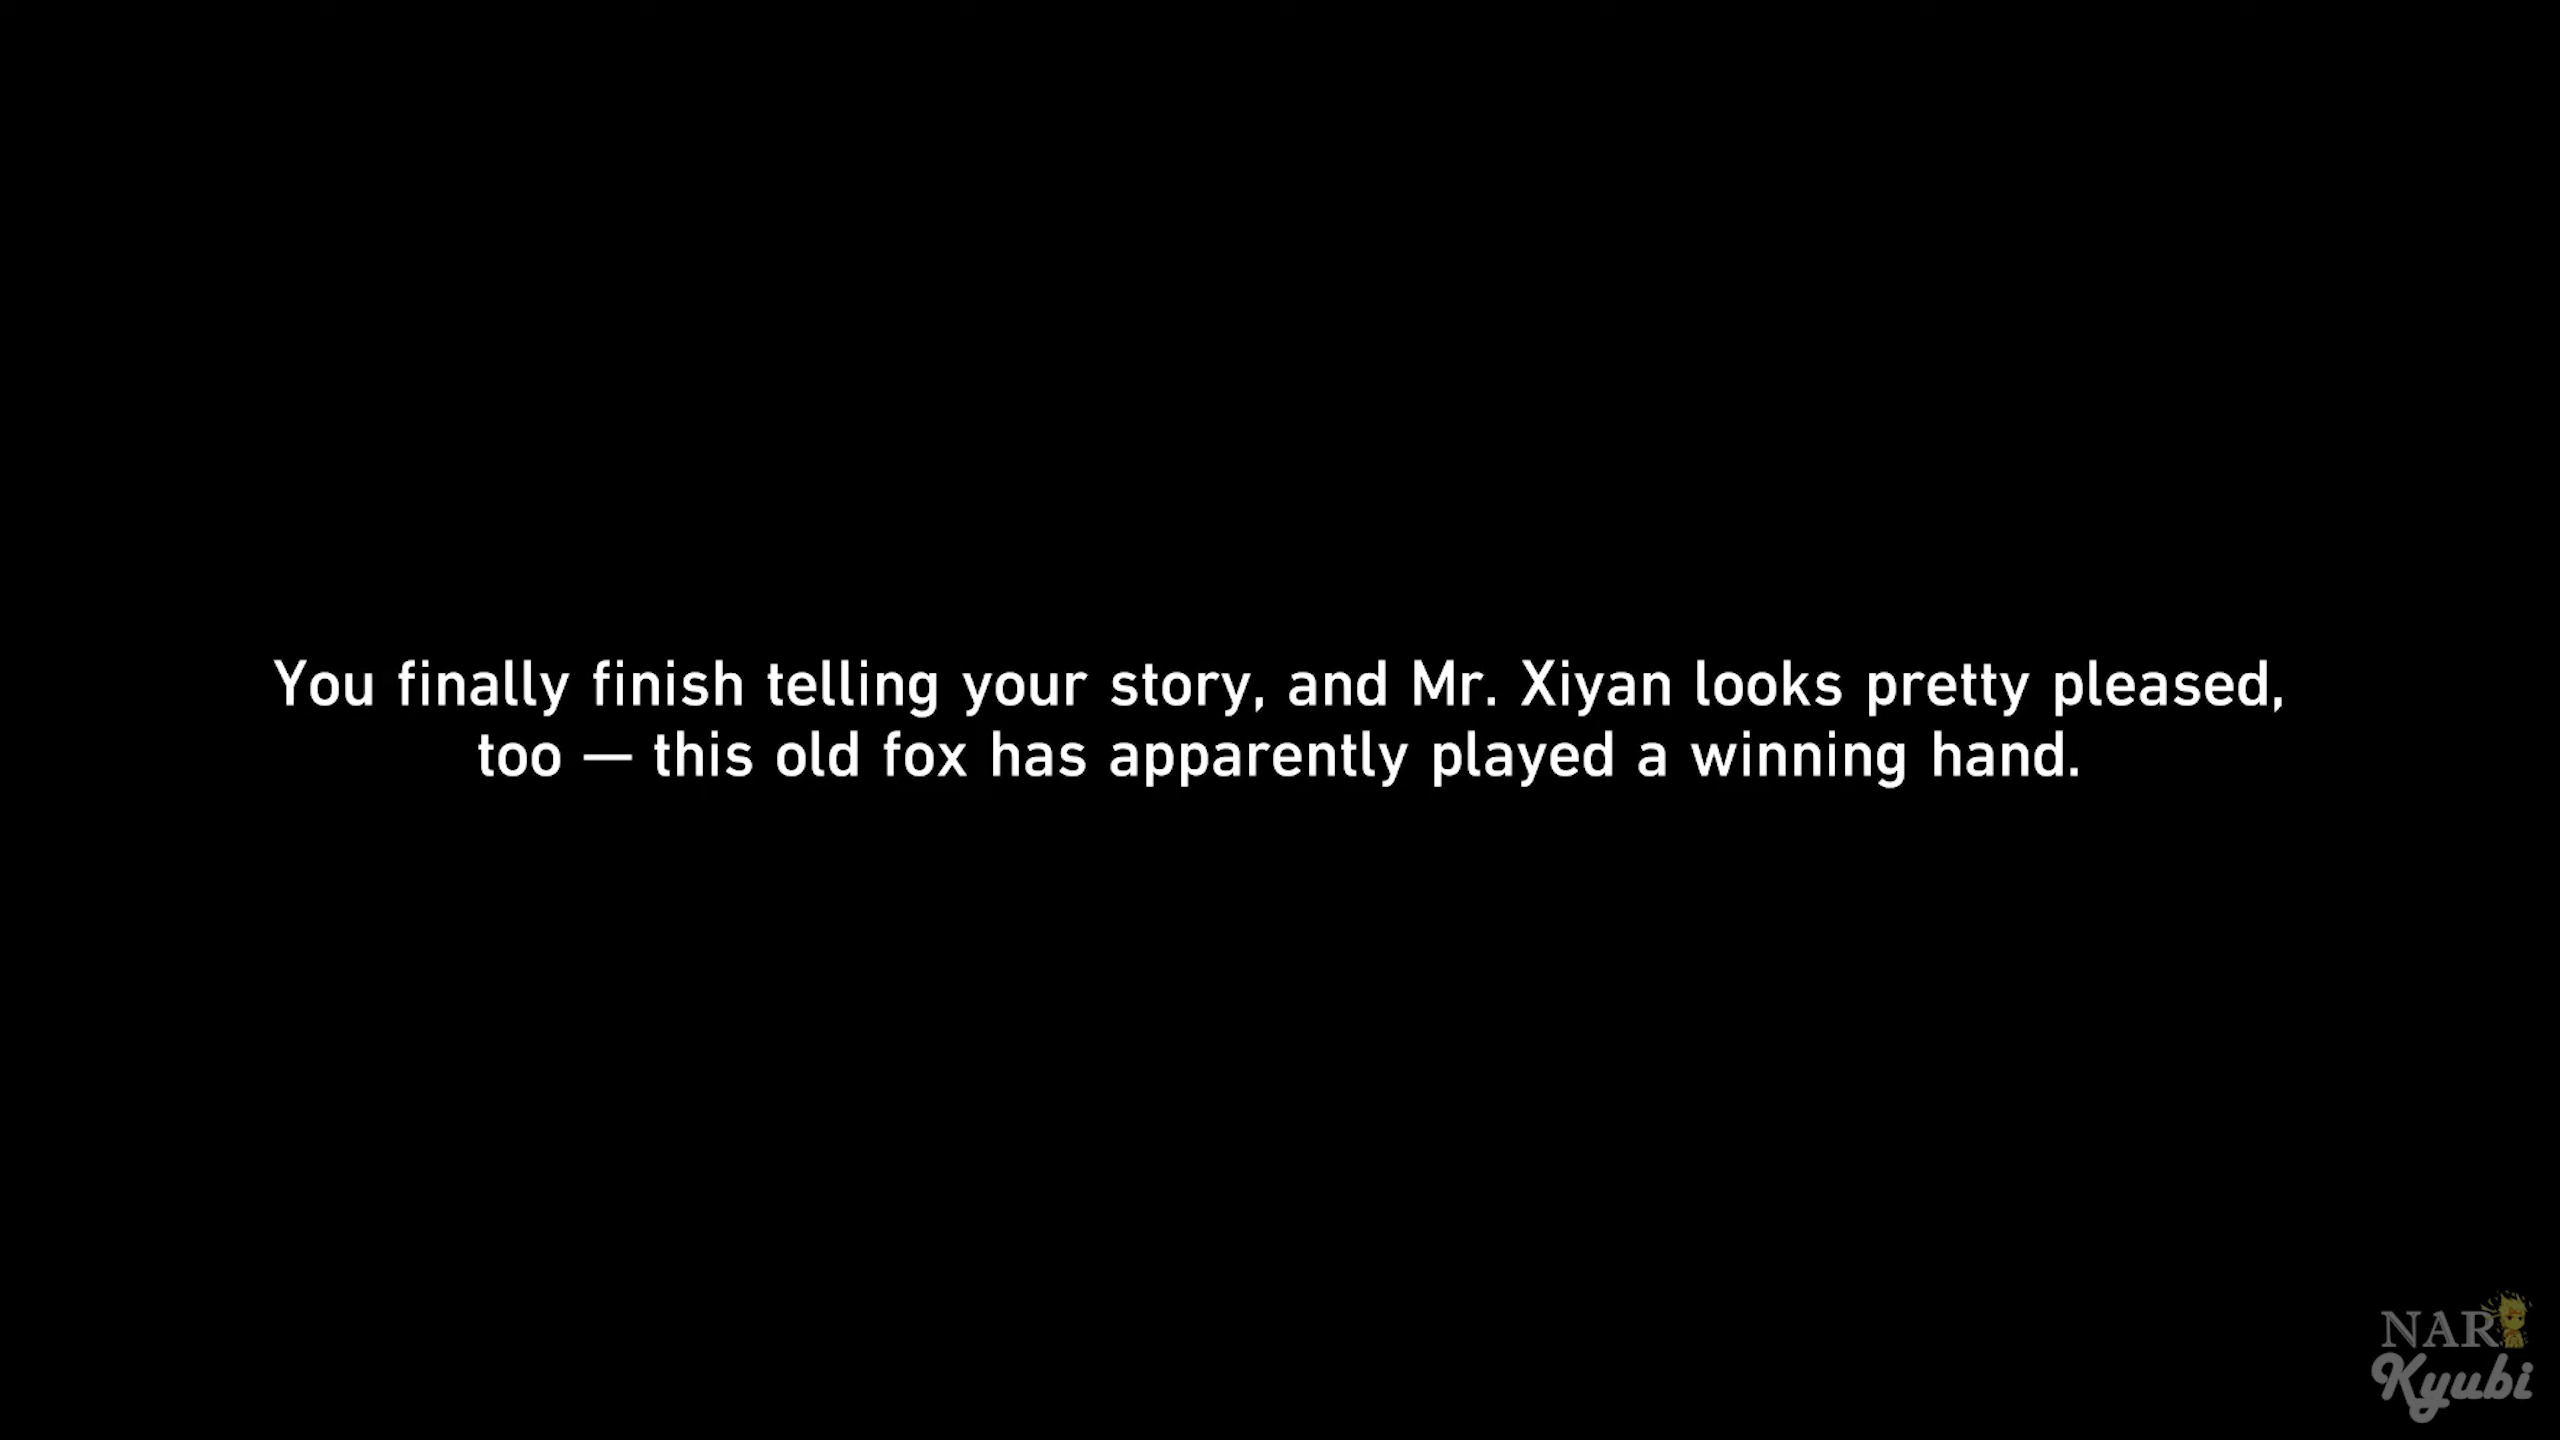 You finally finish telling your story, and Mr. Xiyan looks pretty pleased,
too — this old fox has apparently played a winning hand.
NAR
Kyubi